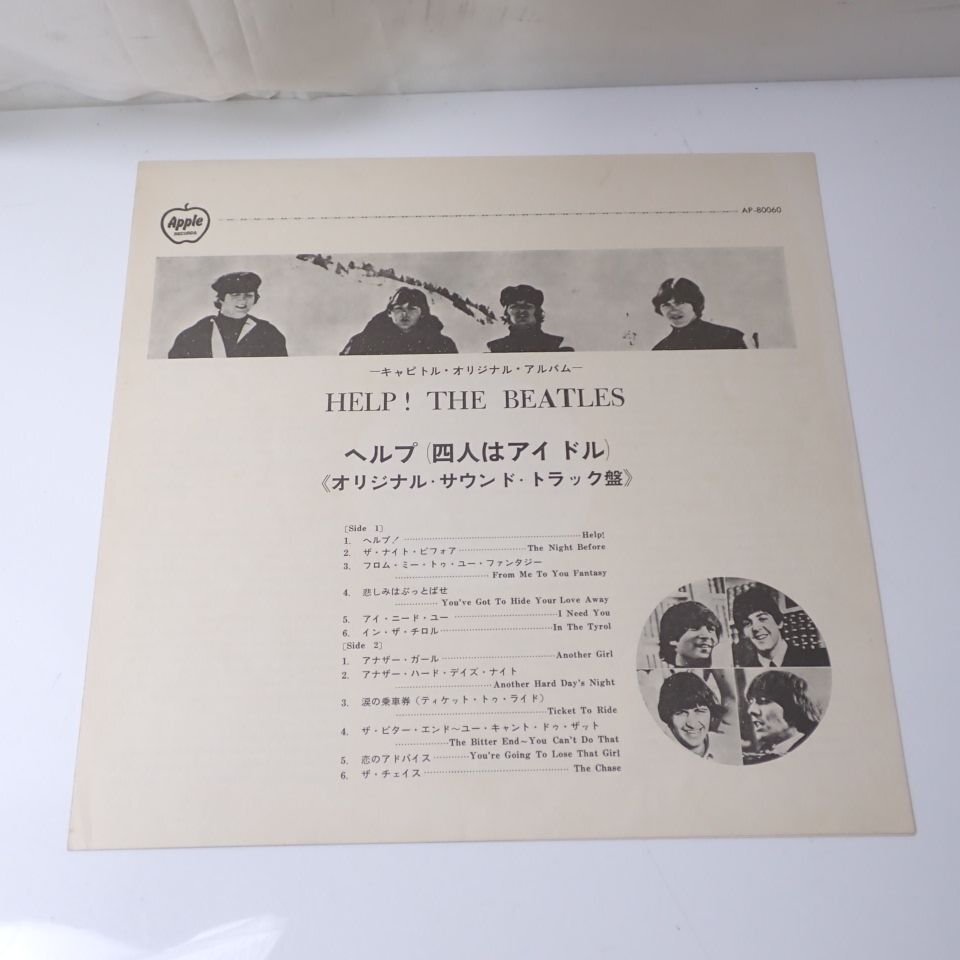 Apple
RECORDS
AP-80060
―キャピトル・オリジナル・アルバム―
HELP! THE BEATLES
ヘルプ(四人はアイドル)
《オリジナル・サウンド・トラック盤》
〔Side 1〕
1. ヘルプ！ ………… Help!
2. ザ・ナイト・ビフォア ………… The Night Before
3. フロム・ミー・トゥ・ユー・ファンタジー
………… From Me To You Fantasy
4. 悲しみはぶっとばせ
………… You've Got To Hide Your Love Away
5. アイ・ニード・ユー ………… I Need You
6. イン・ザ・チロル ………… In The Tyrol
〔Side 2〕
1. アナザー・ガール ………… Another Girl
2. アナザー・ハード・デイズ・ナイト
………… Another Hard Day's Night
3. 涙の乗車券（ティケット・トゥ・ライド）
………… Ticket To Ride
4. ザ・ビター・エンド～ユー・キャント・ドゥ・ザット
………… The Bitter End~You Can't Do That
5. 恋のアドバイス ………… You're Going To Lose That Girl
6. ザ・チェイス ………… The Chase